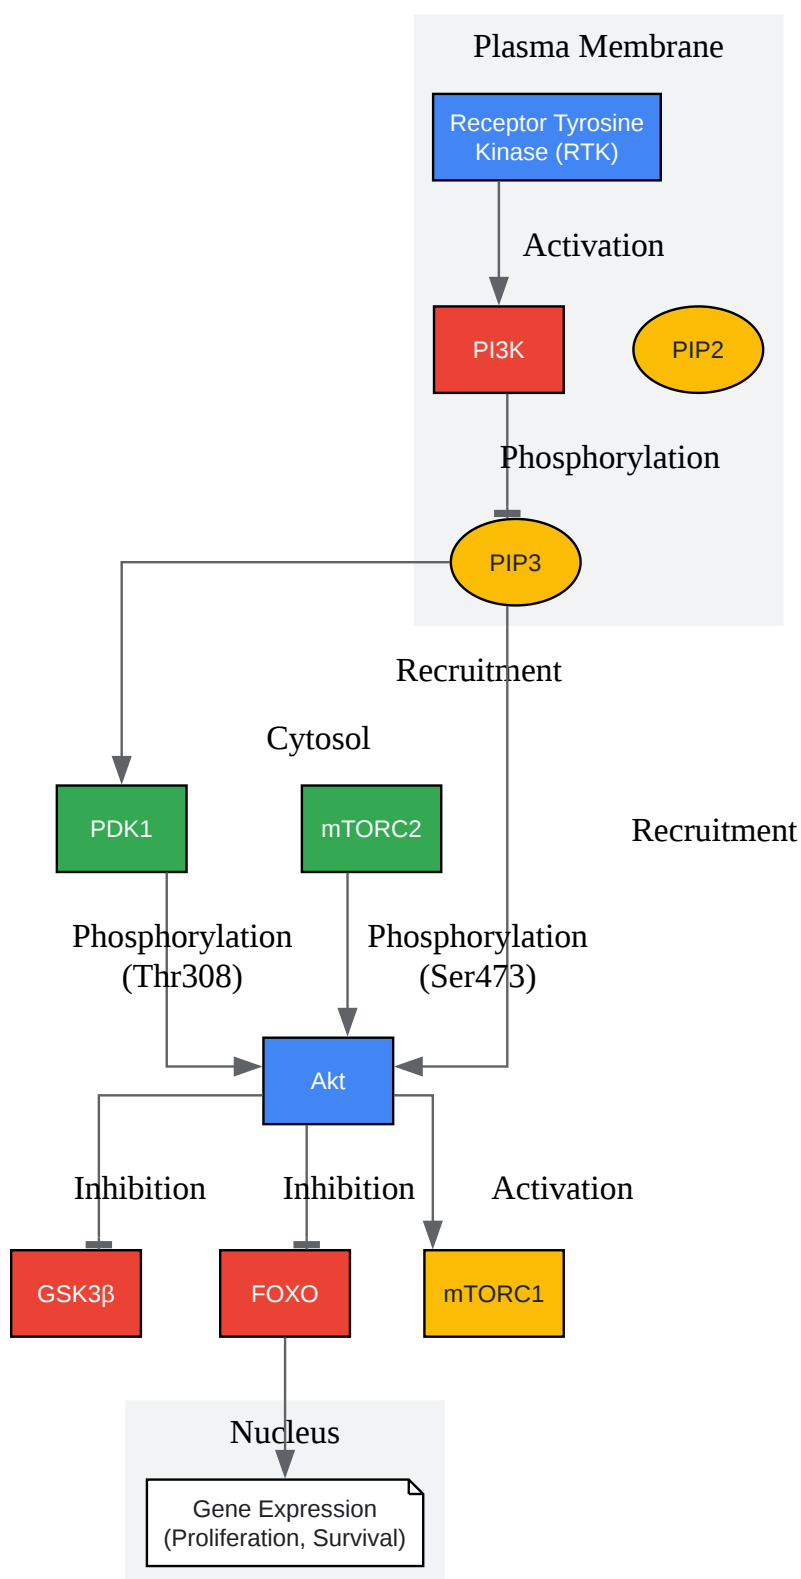 Plasma Membrane
Receptor Tyrosine
Kinase (RTK)
Activation
PI3K
PIP2
Phosphorylation
PIP3
Recruitment
Cytosol
PDK1
mTORC2
Recruitment
Phosphorylation
(Thr308)
Phosphorylation
(Ser473)
Akt
Inhibition
Inhibition
Activation
GSK3β
FOXO
mTORC1
Nucleus
Gene Expression
(Proliferation, Survival)